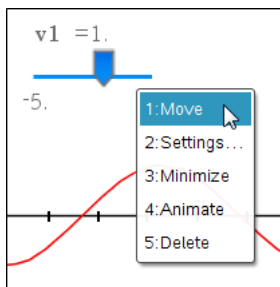 v1 =1.
-5.
1:Move
2:Settings...
3:Minimize
4:Animate
5:Delete